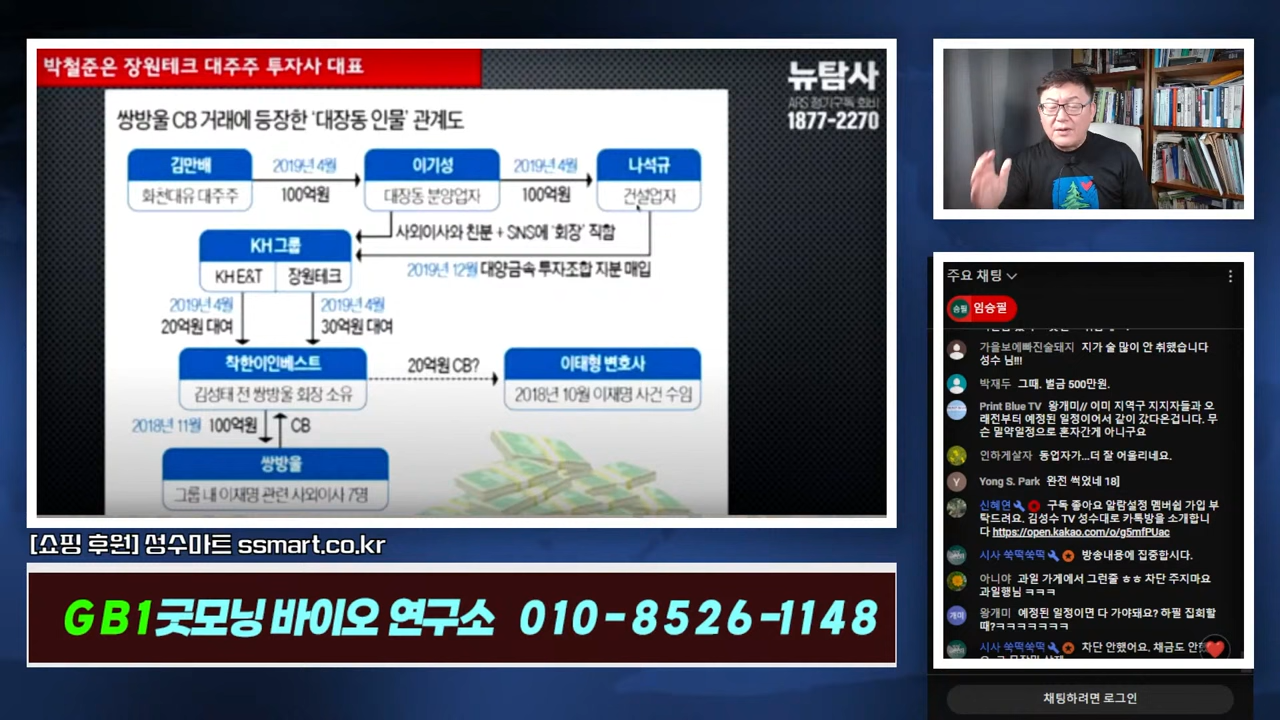 박철준은 장원테크 대주주 투자사 대표
뉴탐사
ARS 정기구독 회비
1877-2270
쌍방울 CB 거래에 등장한 '대장동 인물' 관계도
김만배
화천대유 대주주
2019년 4월
100억원
이기성
대장동 분양업자
2019년 4월
100억원
나석규
건설업자
사외이사와 친분 + SNS에 '회장' 직함
KH그룹
KH E&T
장원테크
2019년 12월 대양금속 투자조합 지분 매입
2019년 4월
20억원 대여
2019년 4월
30억원 대여
착한이인베스트
김성태 전 쌍방울 회장 소유
20억원 CB?
이태형 변호사
2018년 10월 이재명 사건 수임
2018년 11월 100억원
CB
쌍방울
그룹 내 이재명 관련 사외이사 7명
[쇼핑 후원] 성수마트 ssmart.co.kr
GB1굿모닝 바이오 연구소 010-8526-1148
주요 채팅
승필 임승필
가을보에빠진술돼지 지가 술 많이 안 취했습니다
성수 님!!!
박재두 그때. 벌금 500만원.
Print Blue TV 왕개미// 이미 지역구 지지자들과 오
래전부터 예정된 일정이어서 같이 갔다온겁니다. 무
슨 밀약일정으로 혼자간게 아니구요
인하게살자 동업자가...더 잘 어울리네요.
Y Yong S. Park 완전 썩었네 18]
신혜연 구독 좋아요 알람설정 멤버쉽 가입 부
탁드려요. 김성수 TV 성수대로 카톡방을 소개합니
다 https://open.kakao.com/o/g5mfPUac
시사 쑥떡쑥떡 방송내용에 집중합시다.
아니야 과일 가게에서 그런줄 ㅎㅎ 차단 주지마요
과일행님 ㅋㅋㅋ
개미 왕개미 예정된 일정이면 다 가야돼요? 하필 집회할
때?ㅋㅋㅋㅋㅋㅋㅋ
시사 쑥떡쑥떡 차단 안했어요. 채금도 안
채팅하려면 로그인